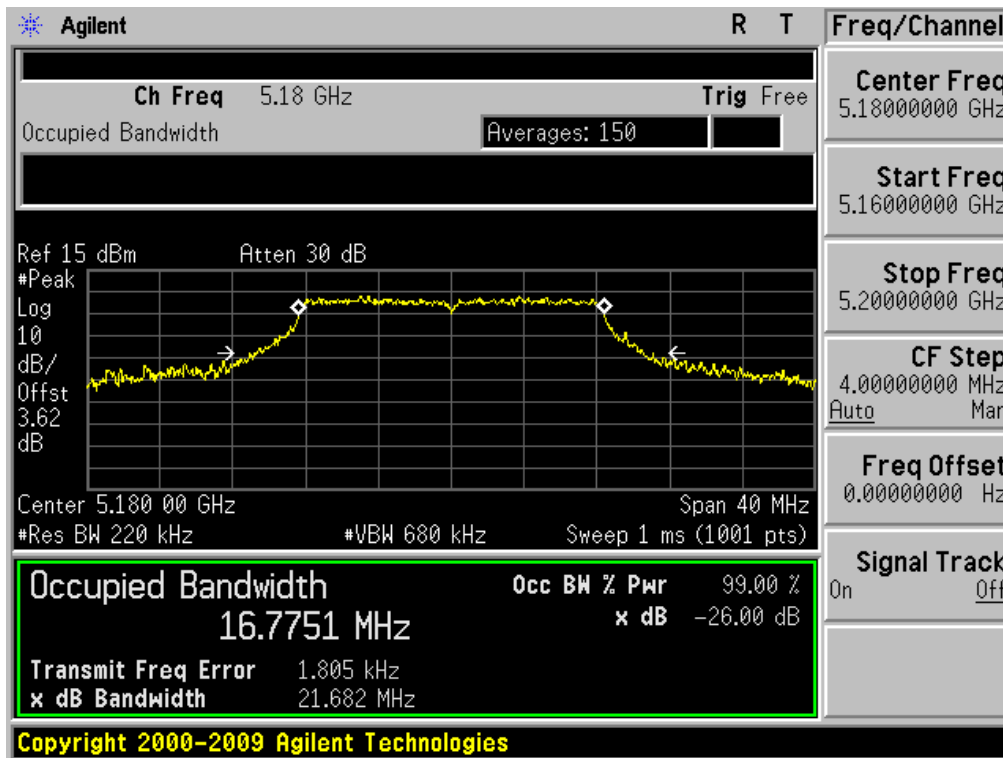 Agilent R T
Ch Freq 5.18 GHz Trig Free
Occupied Bandwidth Averages: 150
Ref 15 dBm Atten 30 dB
#Peak
Log
10
dB/
Offst
3.62
dB
Center 5.180 00 GHz Span 40 MHz
#Res BW 220 kHz #VBW 680 kHz Sweep 1 ms (1001 pts)
Occupied Bandwidth Occ BW % Pwr 99.00 %
16.7751 MHz x dB -26.00 dB
Transmit Freq Error 1.805 kHz
x dB Bandwidth 21.682 MHz
Copyright 2000-2009 Agilent Technologies
Freq/Channel
Center Freq
5.18000000 GHz
Start Freq
5.16000000 GHz
Stop Freq
5.20000000 GHz
CF Step
4.00000000 MHz
Auto Man
Freq Offset
0.00000000 Hz
Signal Track
On Off